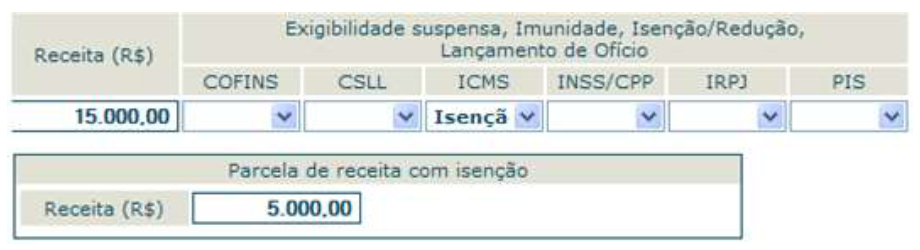 Receita (R$)
Exigibilidade suspensa, Imunidade, Isenção/Redução,
Lançamento de Ofício
COFINS CSLL ICMS INSS/CPP IRPJ PIS
15.000,00 Isençã
Parcela de receita com isenção
Receita (R$) 5.000,00